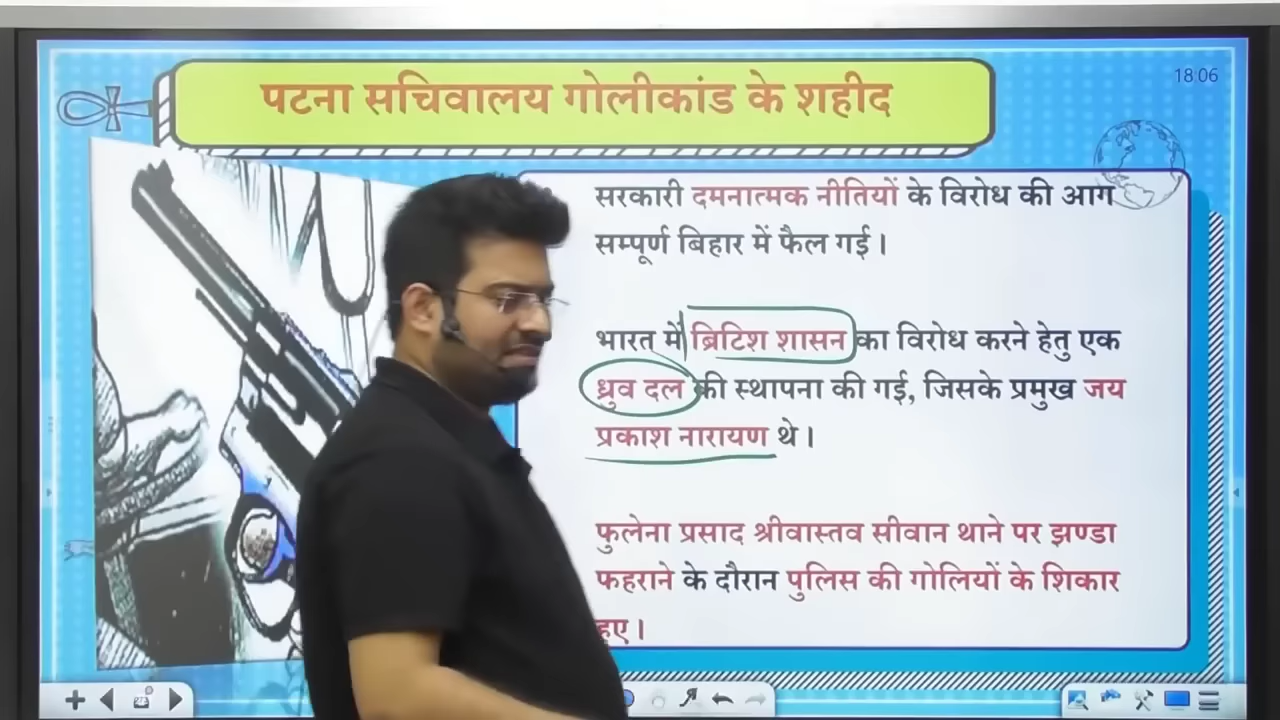 पटना सचिवालय गोलीकांड के शहीद
18:06
सरकारी दमनात्मक नीतियों के विरोध की आग
सम्पूर्ण बिहार में फैल गई।
भारत में ब्रिटिश शासन का विरोध करने हेतु एक
ध्रुव दल की स्थापना की गई, जिसके प्रमुख जय
प्रकाश नारायण थे।
फुलेना प्रसाद श्रीवास्तव सीवान थाने पर झण्डा
फहराने के दौरान पुलिस की गोलियों के शिकार
हुए।